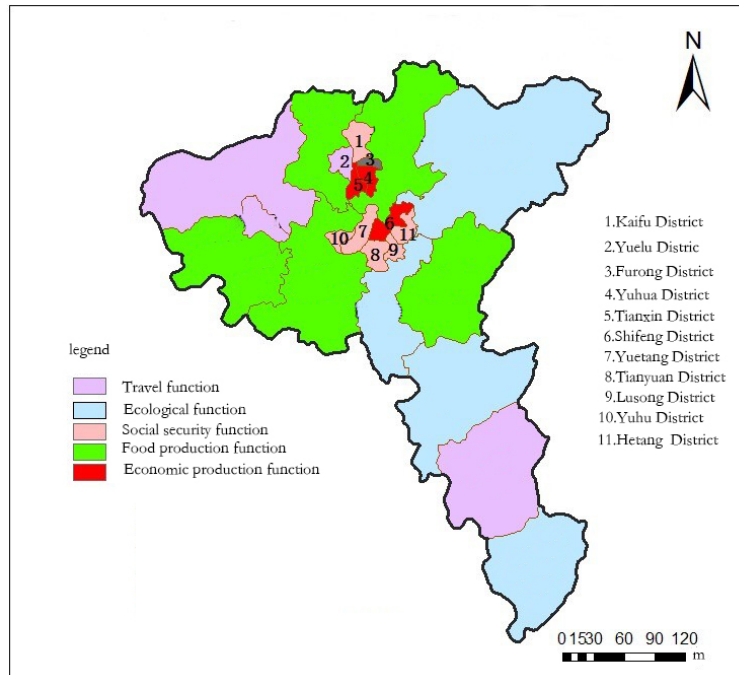 N
1
2
3
4
5
6
7
10
11
8
9
1.Kaifu District
2.Yuelu Distric
3.Furong District
4.Yuhua District
5.Tianxin District
6.Shifeng District
7.Yuetang District
8.Tianyuan District
9.Lusong District
10.Yuhu District
11.Hetang District
legend
Travel function
Ecological function
Social security function
Food production function
Economic production function
0 1530 60 90 120
m